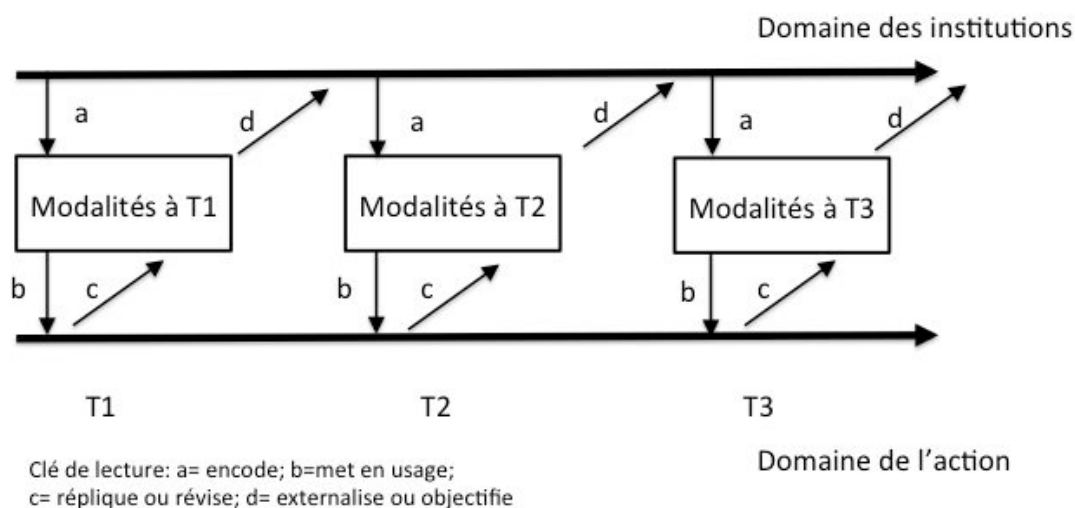 Domaine des institutions
a
d
a
d
a
d
Modalités à T1
Modalités à T2
Modalités à T3
b
c
b
c
b
c
T1
T2
T3
Domaine de l'action
Clé de lecture: a= encode; b=met en usage;
c= réplique ou révise; d= externalise ou objectifie